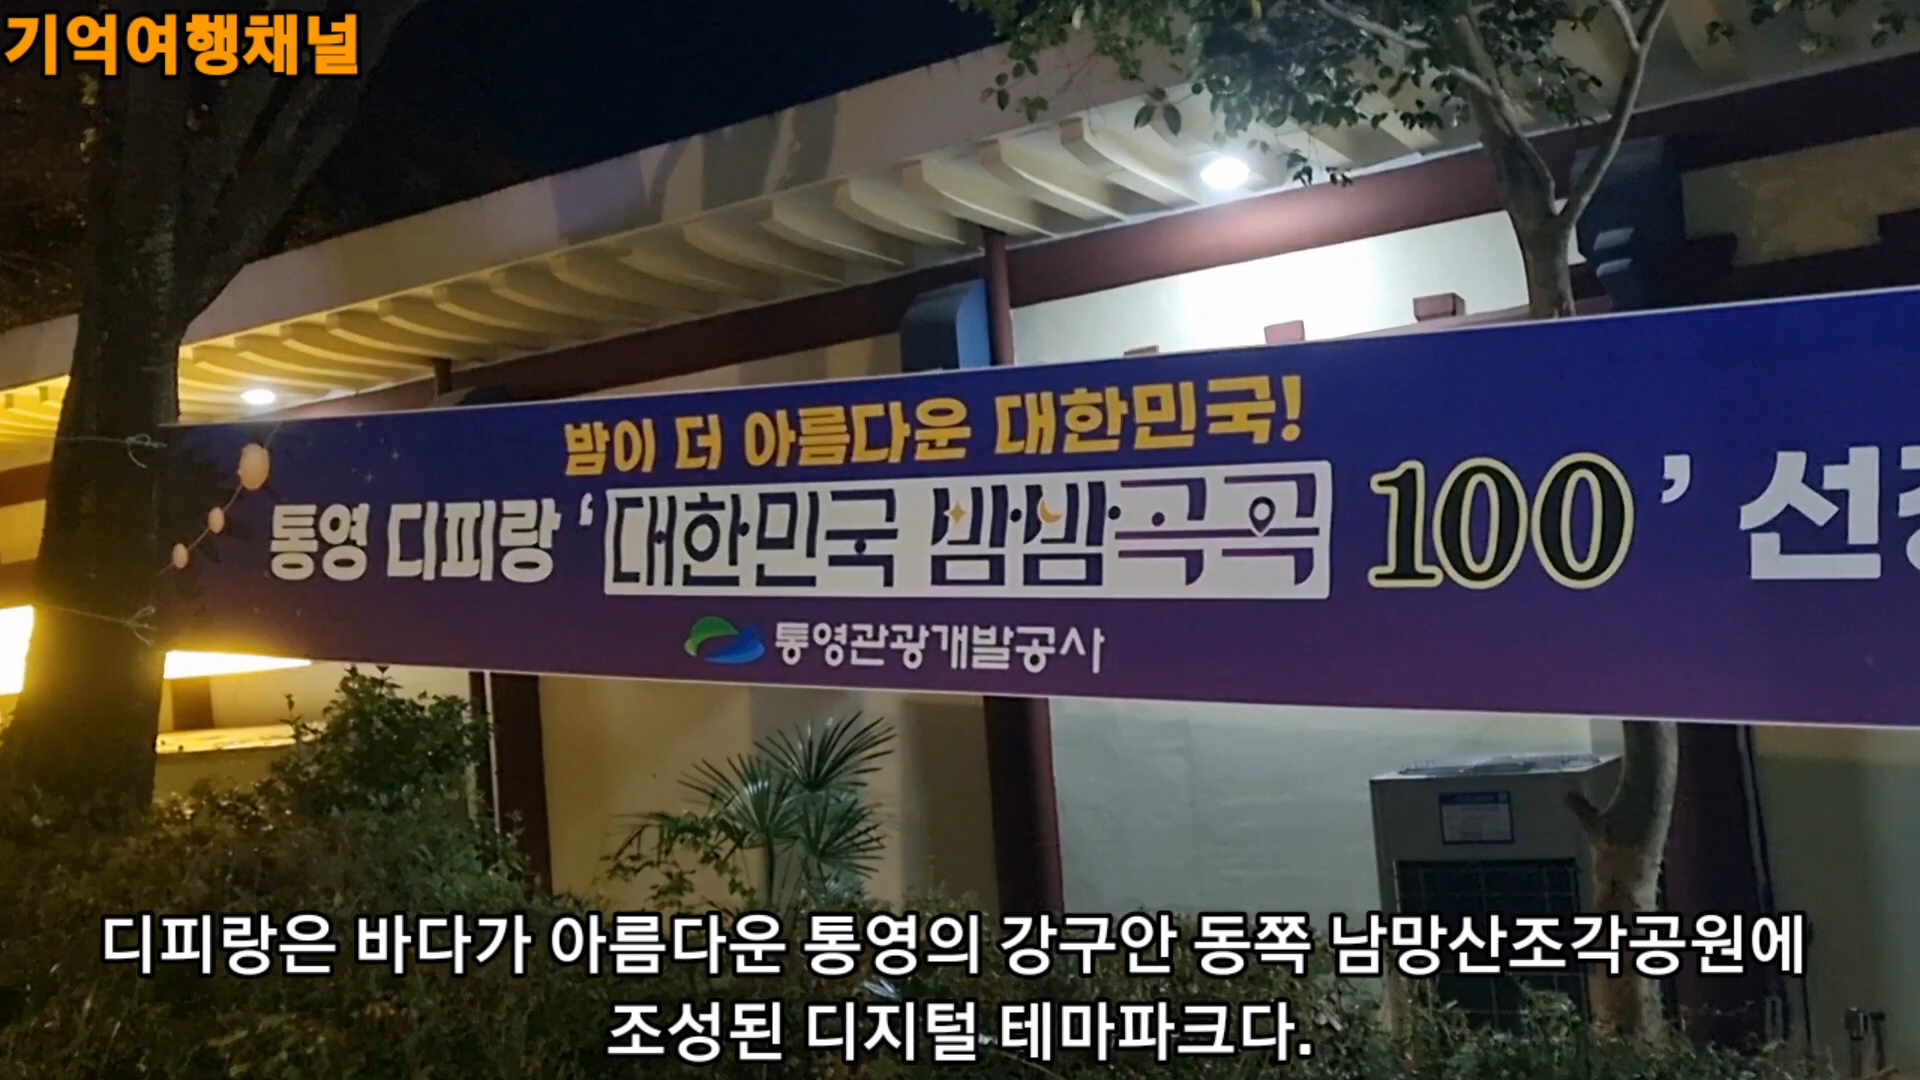 기억여행채널
밤이 더 아름다운 대한민국!
통영 디피랑 ‘대한민국 밤밤곡곡 100’ 선정
통영관광개발공사
디피랑은 바다가 아름다운 통영의 강구안 동쪽 남망산조각공원에
조성된 디지털 테마파크다.